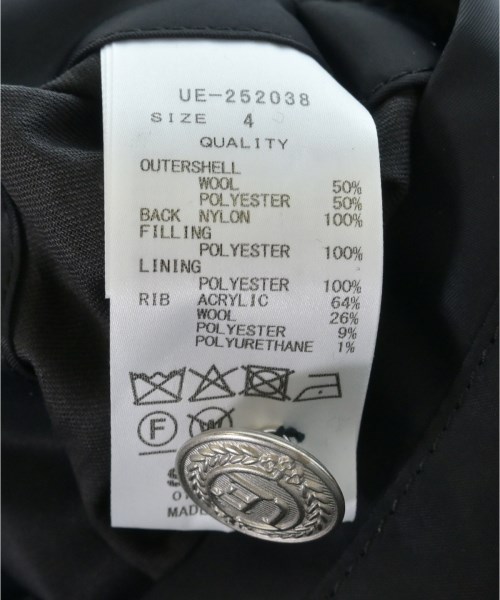 UE-252038
SIZE 4
QUALITY
OUTERSHELL
WOOL 50%
POLYESTER 50%
BACK NYLON 100%
FILLING
POLYESTER 100%
LINING
POLYESTER 100%
RIB ACRYLIC 64%
WOOL 26%
POLYESTER 9%
POLYURETHANE 1%
F W
MADE